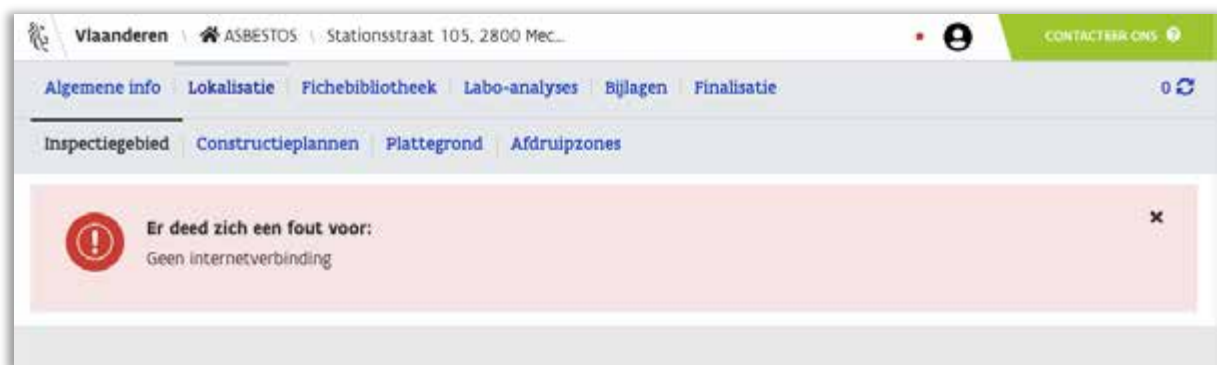 Vlaanderen ASBESTOS Stationsstraat 105, 2800 Mec... CONTACTEER ONS
Algemene info Lokalisatie Fichebibliotheek Labo-analyses Bijlagen Finalisatie 0
Inspectiegebied Constructieplannen Plattegrond Afdruipzones
Er deed zich een fout voor:
Geen internetverbinding